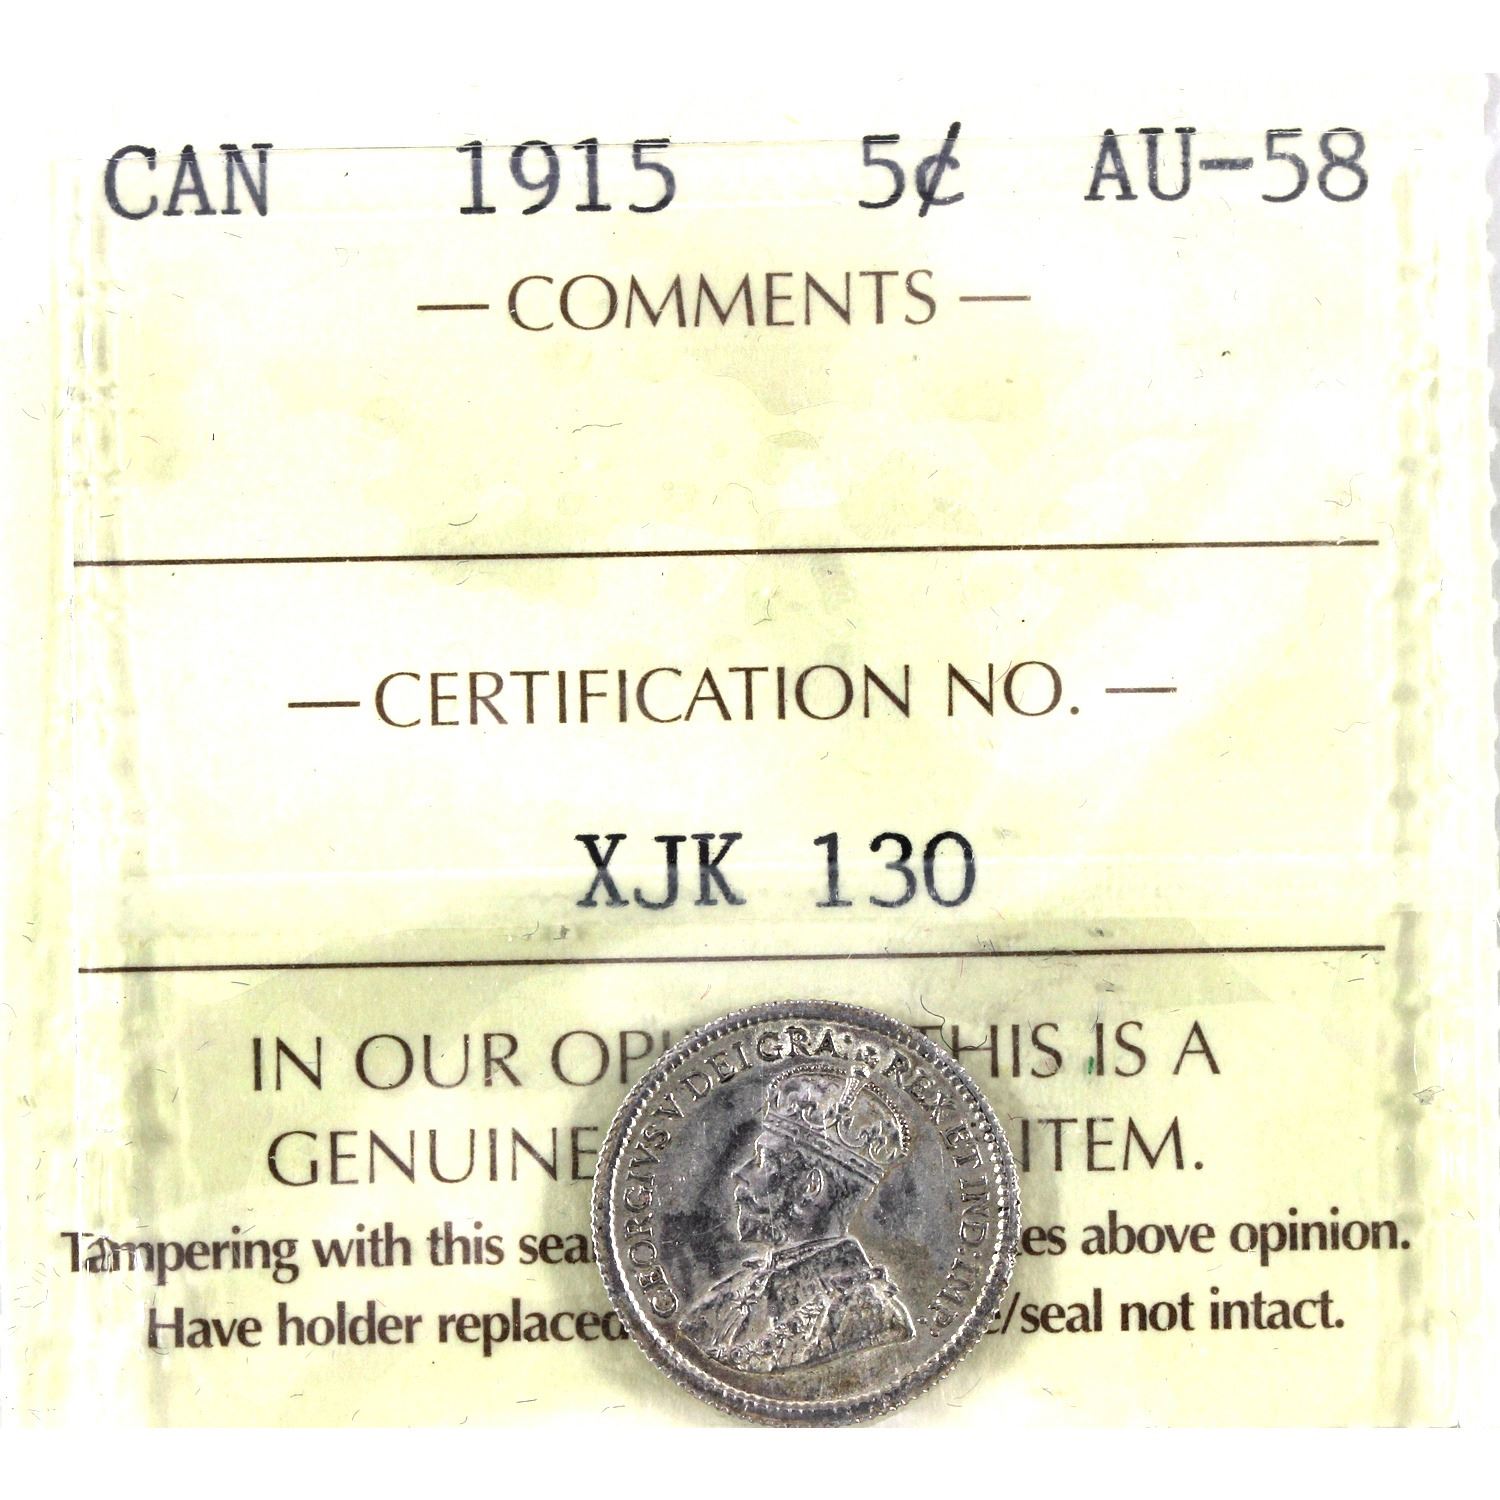 CAN 1915 5¢ AU-58
— COMMENTS —
— CERTIFICATION NO. —
XJK 130
IN OUR OPI THIS IS A
GENUINE ITEM.
Tampering with this sea es above opinion.
Have holder replaced e/seal not intact.
GEORGIVS V DEI GRA: REX ET IND: IMP: